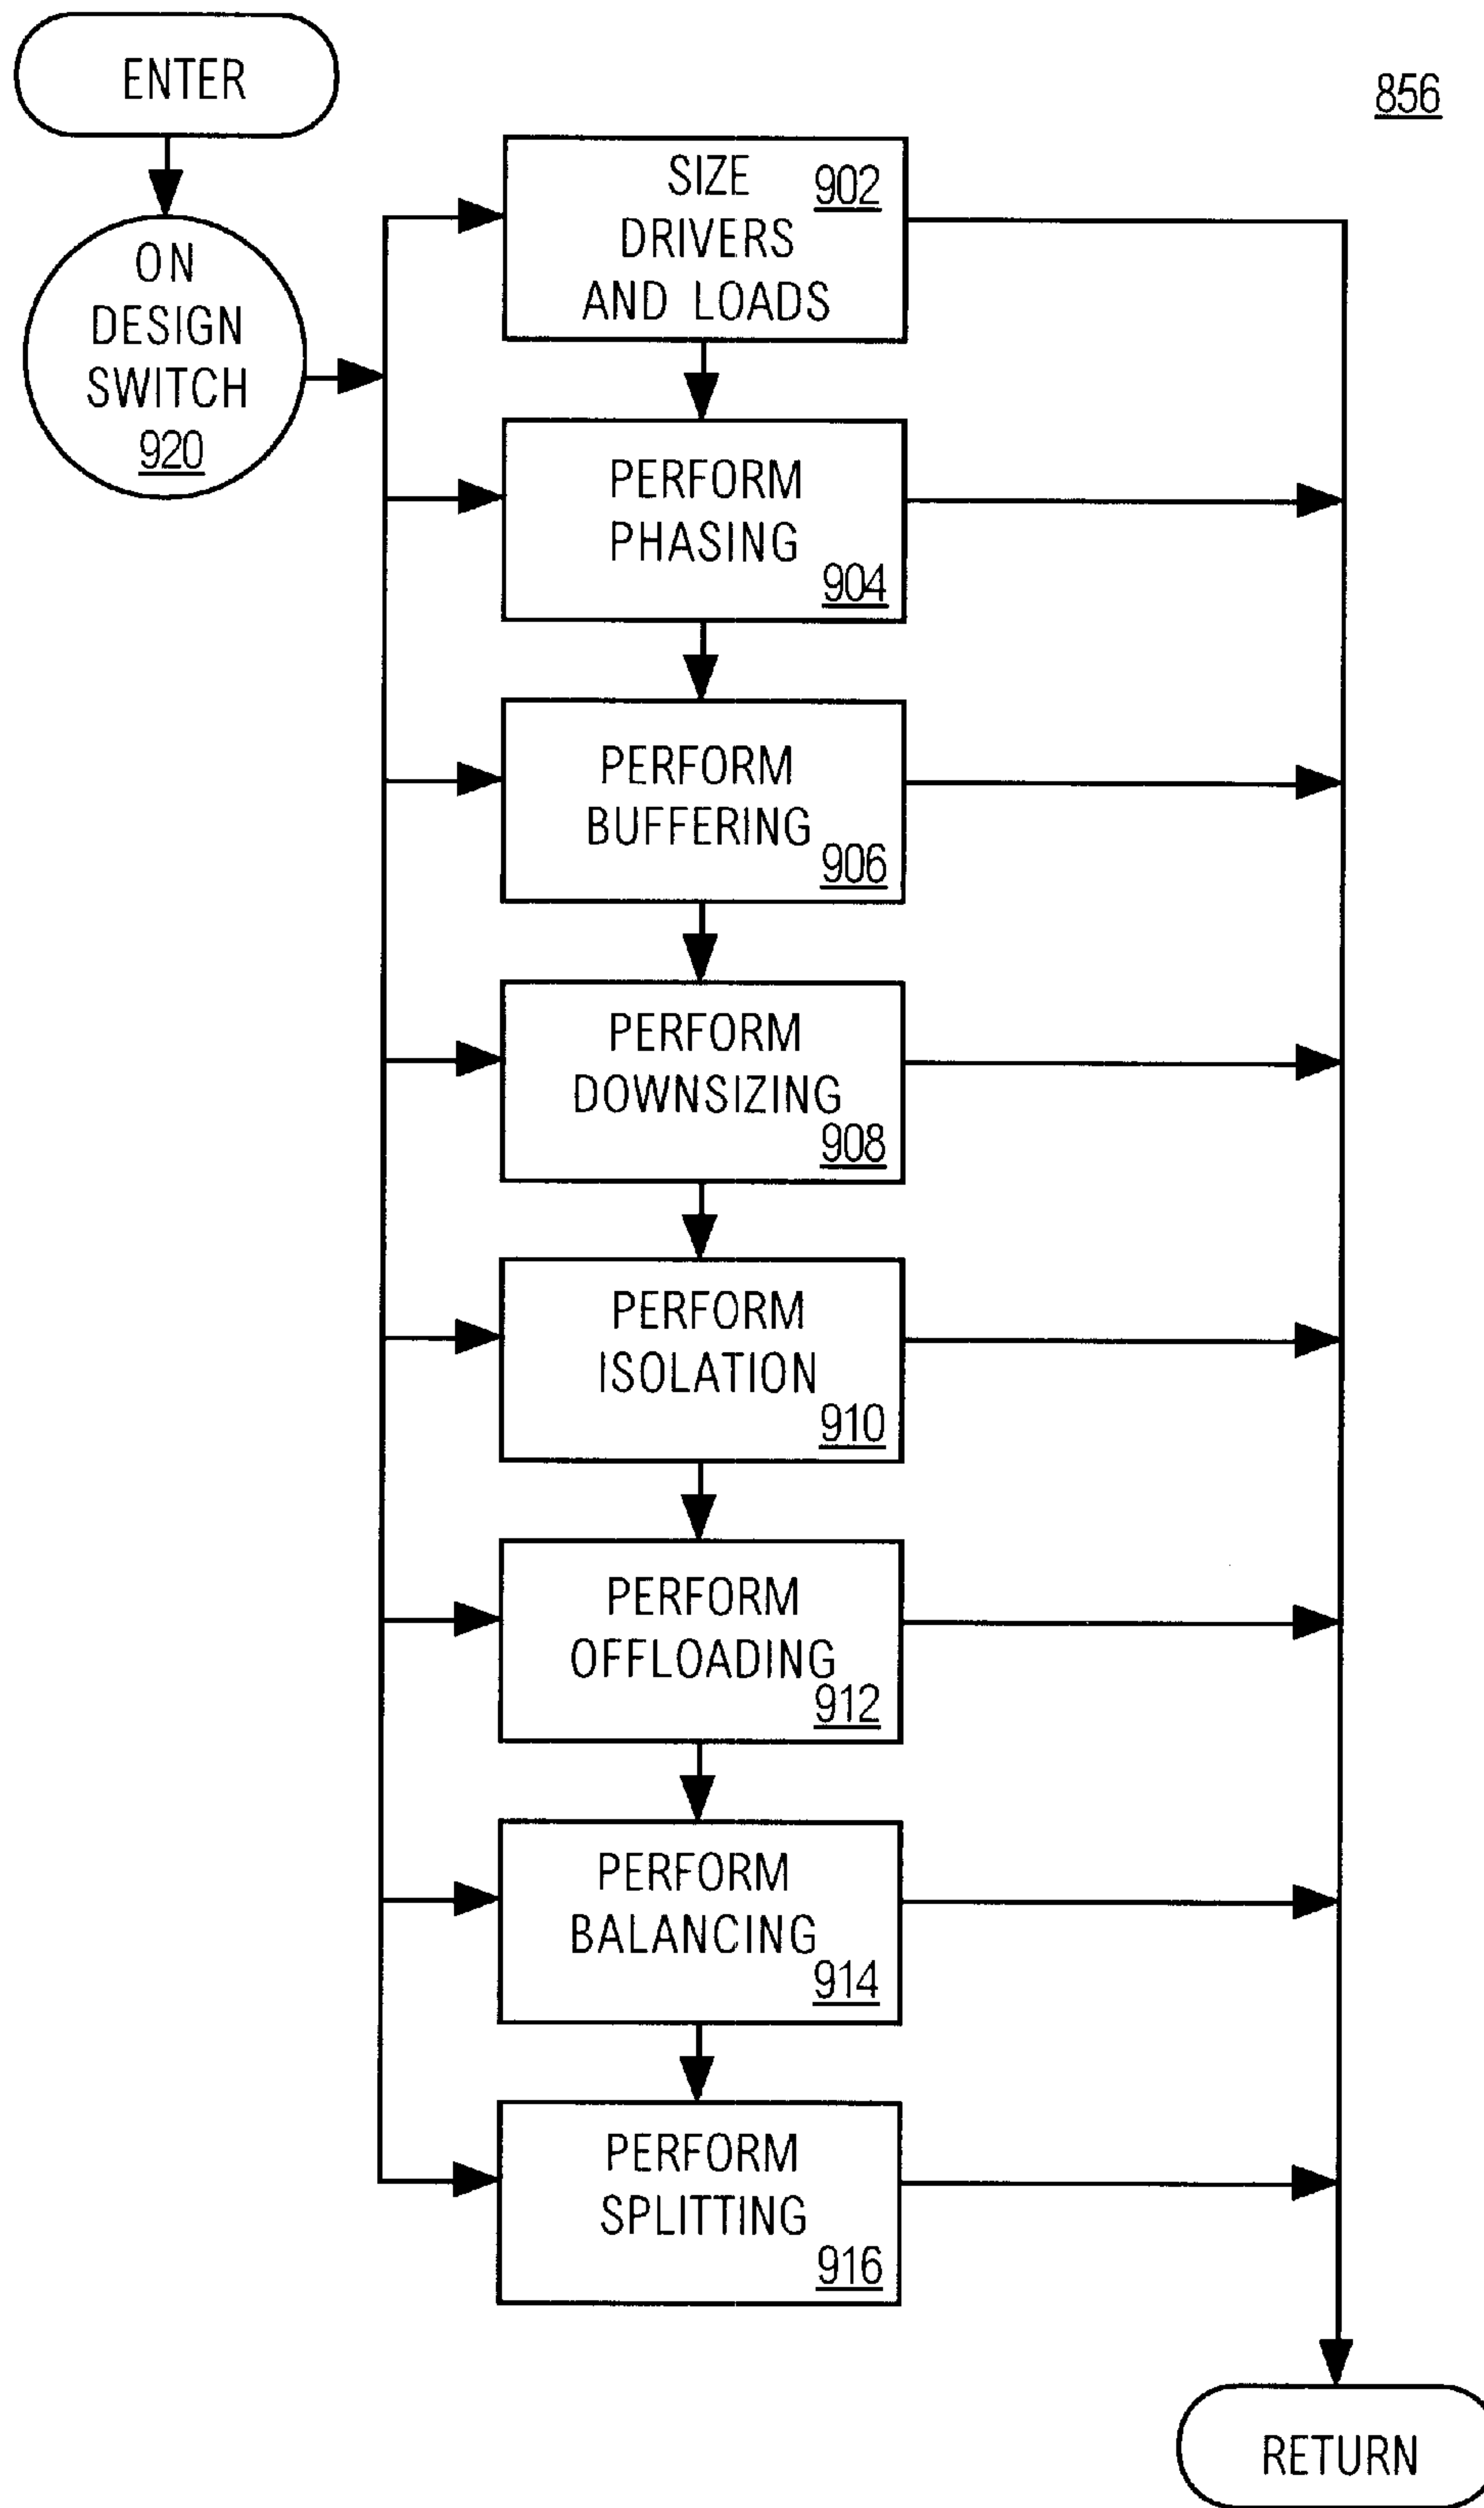 ENTER
856
ON
DESIGN
SWITCH
920
SIZE 902
DRIVERS
AND LOADS
PERFORM
PHASING
904
PERFORM
BUFFERING
906
PERFORM
DOWNSIZING
908
PERFORM
ISOLATION
910
PERFORM
OFFLOADING
912
PERFORM
BALANCING
914
PERFORM
SPLITTING
916
RETURN